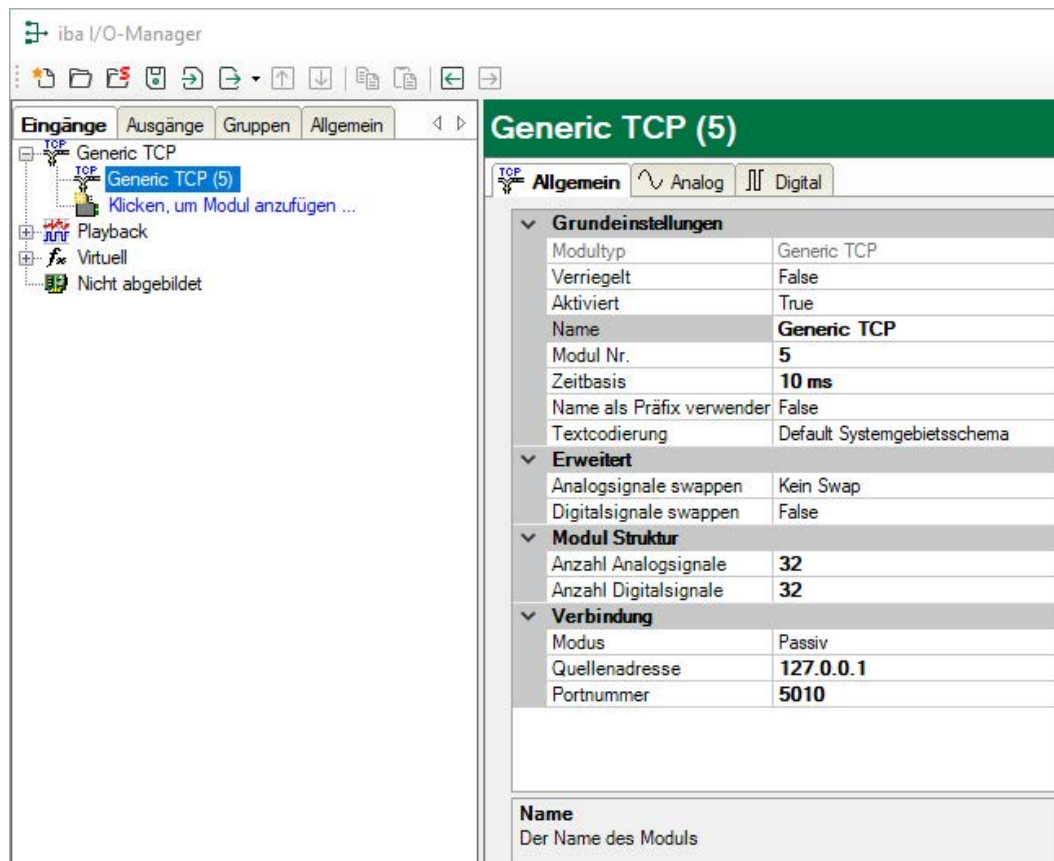 iba I/O-Manager
Eingänge Ausgänge Gruppen Allgemein
Generic TCP
Generic TCP (5)
Klicken, um Modul anzufügen ...
Playback
Virtuell
Nicht abgebildet
Generic TCP (5)
Allgemein Analog Digital
Grundeinstellungen
Modultyp Generic TCP
Verriegelt False
Aktiviert True
Name Generic TCP
Modul Nr. 5
Zeitbasis 10 ms
Name als Präfix verwender False
Textcodierung Default Systemgebietsschema
Erweitert
Analogsignale swappen Kein Swap
Digitalsignale swappen False
Modul Struktur
Anzahl Analogsignale 32
Anzahl Digitalsignale 32
Verbindung
Modus Passiv
Quellenadresse 127.0.0.1
Portnummer 5010
Name
Der Name des Moduls